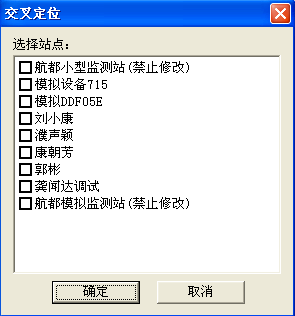 交叉定位
选择站点:
航都小型监测站(禁止修改)
模拟设备715
模拟DDF05E
刘小康
濮声颖
康朝芳
郭彬
龚闻达调试
航都模拟监测站(禁止修改)
确定
取消